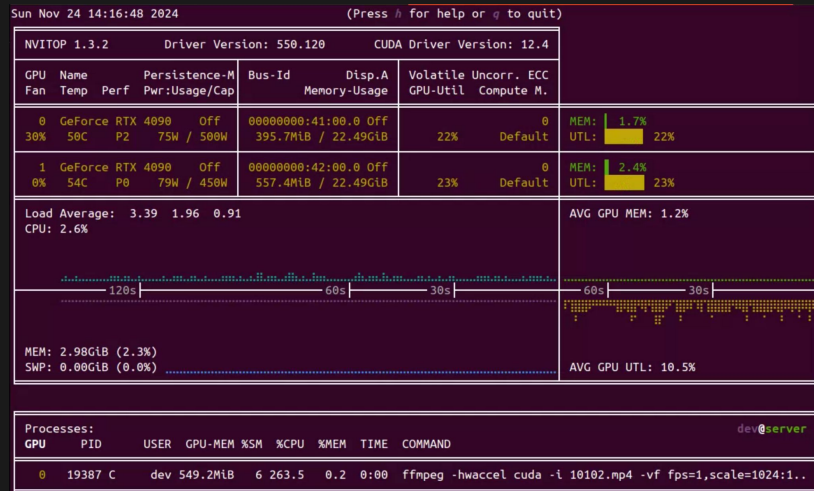 Sun Nov 24 14:16:48 2024 (Press h for help or q to quit)
NVITOP 1.3.2 Driver Version: 550.120 CUDA Driver Version: 12.4
GPU Name Persistence-M Bus-Id Disp.A Volatile Uncorr. ECC
Fan Temp Perf Pwr:Usage/Cap Memory-Usage GPU-Util Compute M.
0 GeForce RTX 4090 Off 00000000:41:00.0 Off 0 MEM: 1.7%
30% 50C P2 75W / 500W 395.7MiB / 22.49GiB 22% Default UTL: 22%
1 GeForce RTX 4090 Off 00000000:42:00.0 Off 0 MEM: 2.4%
0% 54C P0 79W / 450W 557.4MiB / 22.49GiB 23% Default UTL: 23%
Load Average: 3.39 1.96 0.91 AVG GPU MEM: 1.2%
CPU: 2.6%
120s 60s 30s 60s 30s
MEM: 2.98GiB (2.3%)
SWP: 0.00GiB (0.0%) AVG GPU UTL: 10.5%
Processes: dev@server
GPU PID USER GPU-MEM %SM %CPU %MEM TIME COMMAND
0 19387 C dev 549.2MiB 6 263.5 0.2 0:00 ffmpeg -hwaccel cuda -i 10102.mp4 -vf fps=1,scale=1024:1..